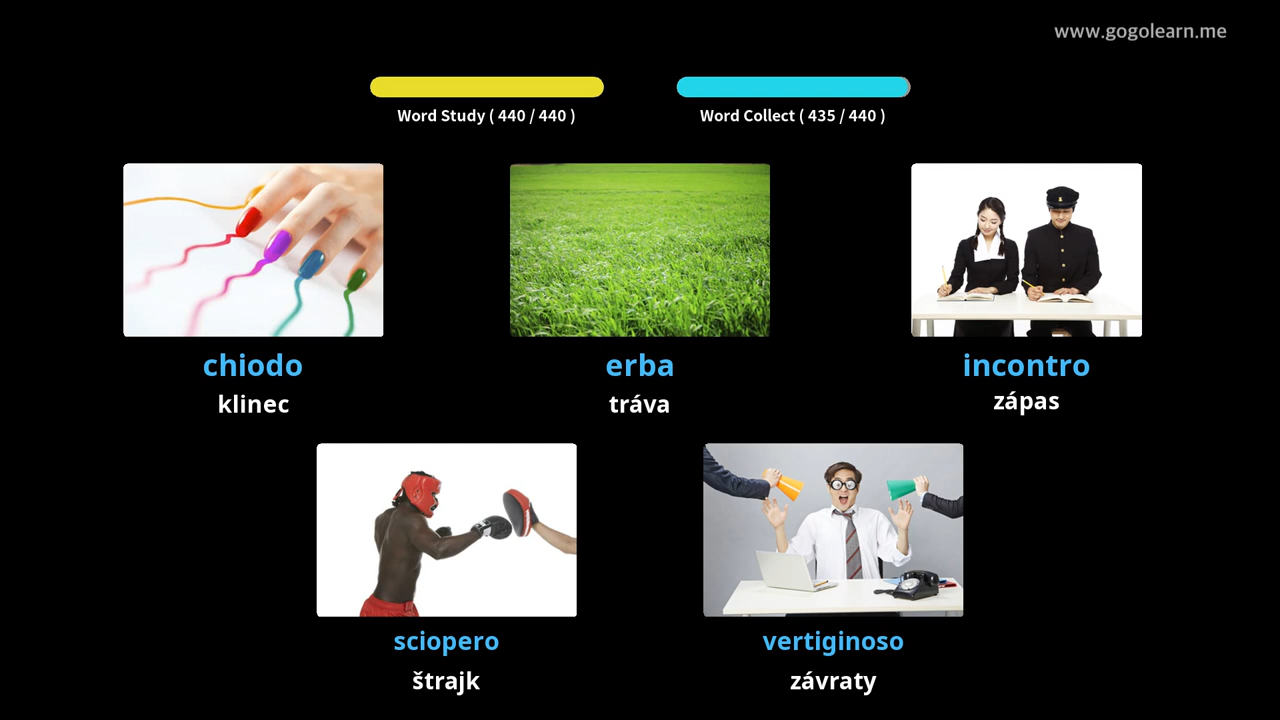 www.gogolearn.me
Word Study ( 440 / 440 )
Word Collect ( 435 / 440 )
chiodo
klinec
erba
tráva
incontro
zápas
sciopero
štrajk
vertiginoso
závraty